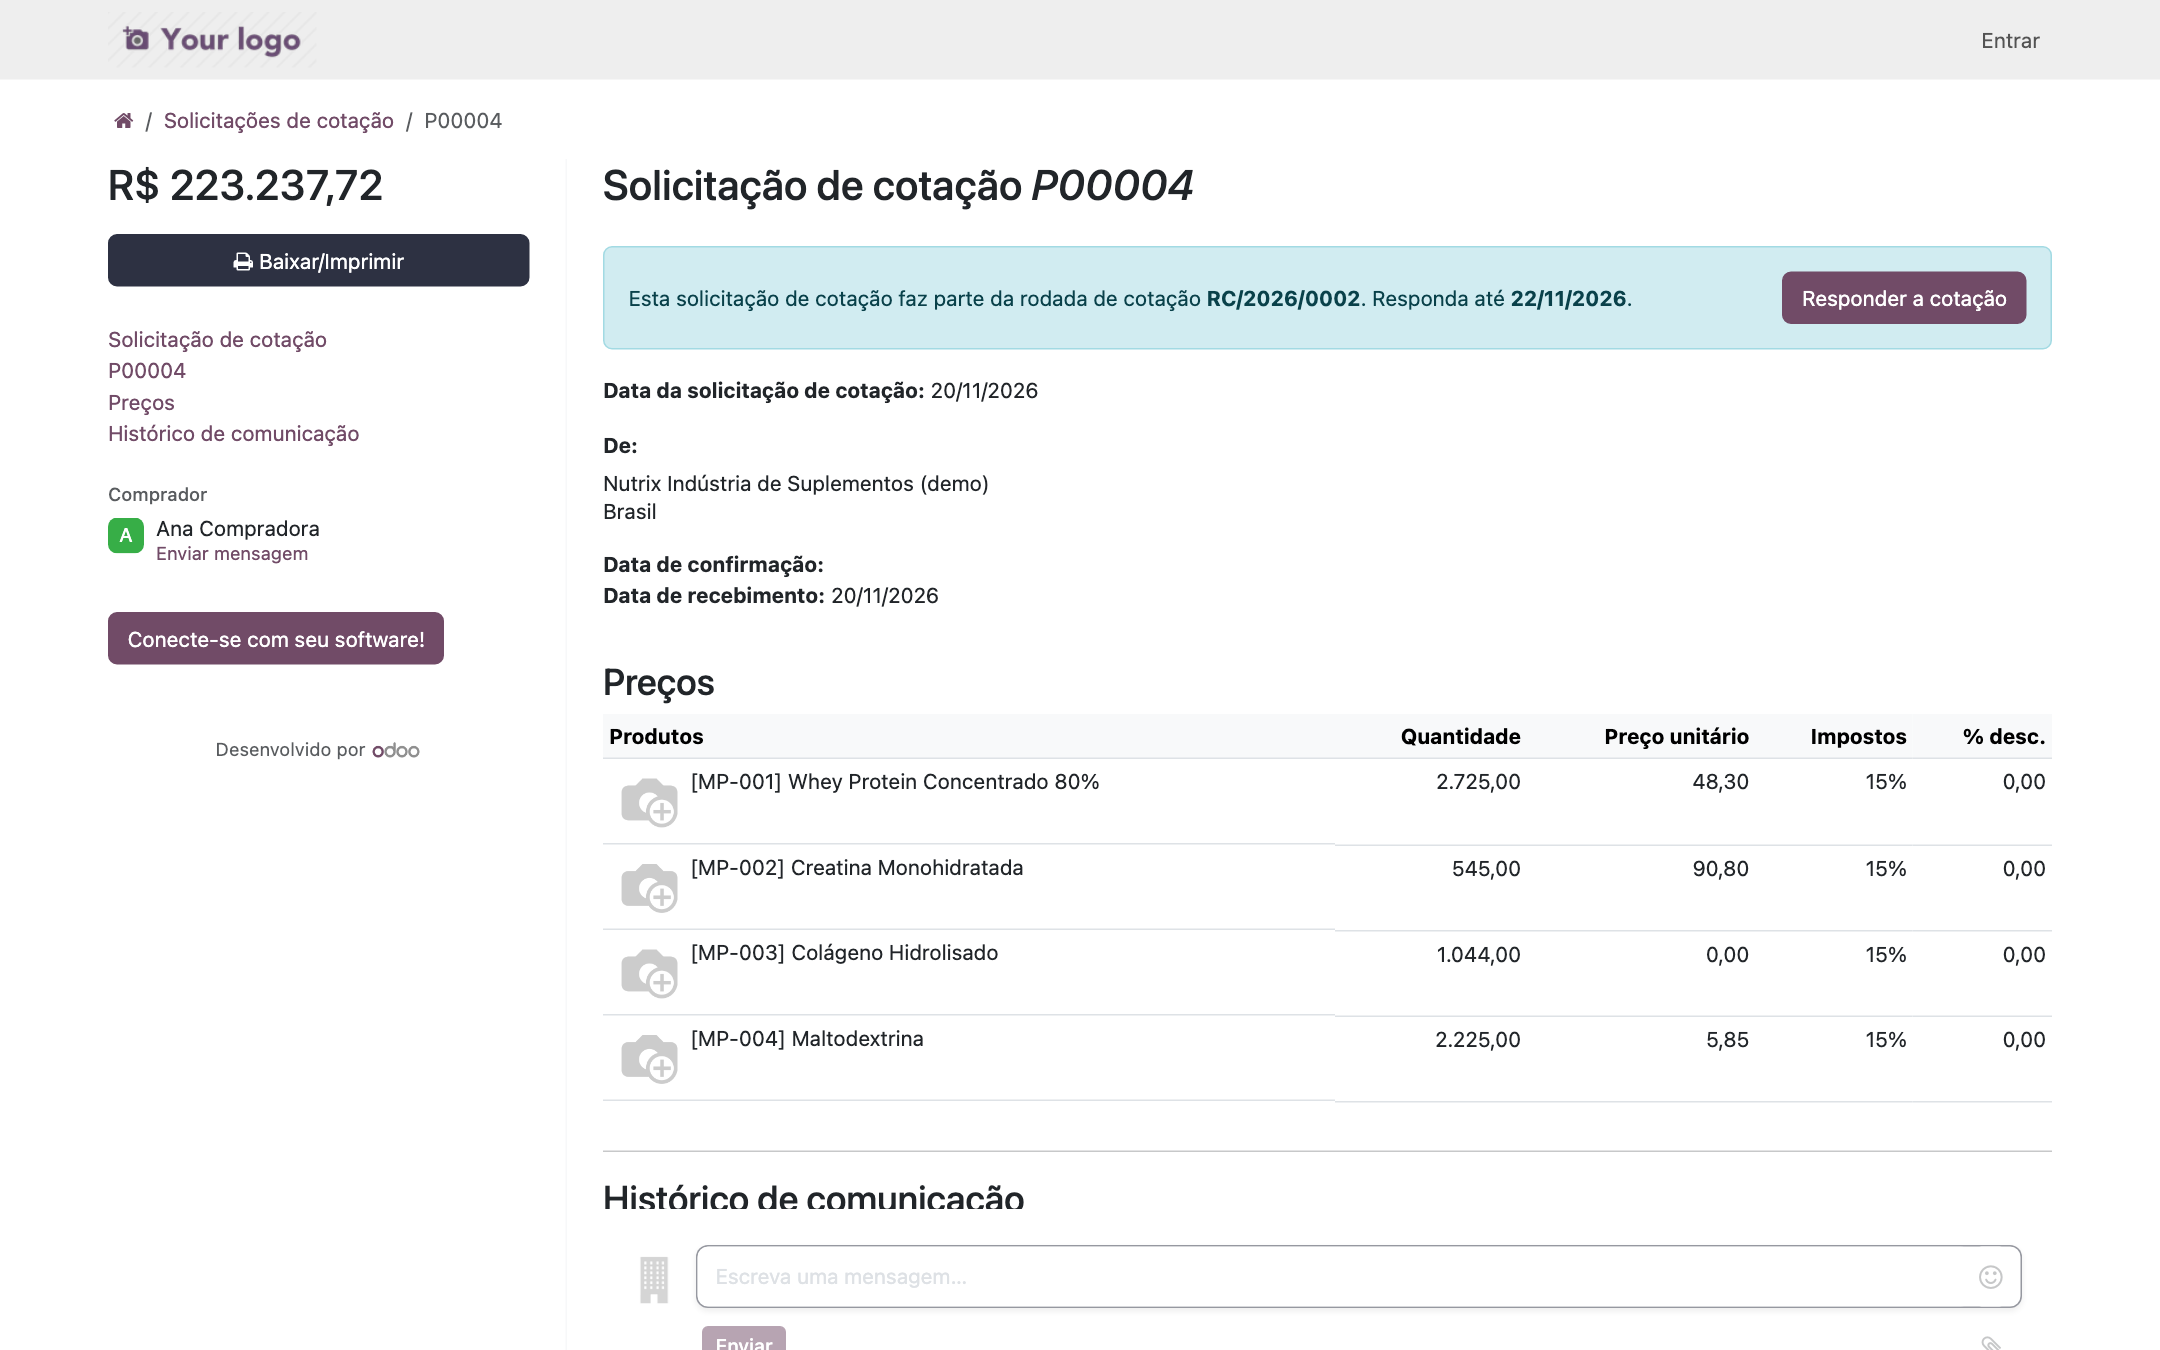 Your logo
Entrar
/ Solicitações de cotação / P00004
R$ 223.237,72
Baixar/Imprimir
Solicitação de cotação
P00004
Preços
Histórico de comunicação
Comprador
A
Ana Compradora
Enviar mensagem
Conecte-se com seu software!
Desenvolvido por odoo
Solicitação de cotação P00004
Esta solicitação de cotação faz parte da rodada de cotação RC/2026/0002. Responda até 22/11/2026.
Responder a cotação
Data da solicitação de cotação: 20/11/2026
De:
Nutrix Indústria de Suplementos (demo)
Brasil
Data de confirmação:
Data de recebimento: 20/11/2026
Preços
Produtos Quantidade Preço unitário Impostos % desc.
[MP-001] Whey Protein Concentrado 80% 2.725,00 48,30 15% 0,00
[MP-002] Creatina Monohidratada 545,00 90,80 15% 0,00
[MP-003] Colágeno Hidrolisado 1.044,00 0,00 15% 0,00
[MP-004] Maltodextrina 2.225,00 5,85 15% 0,00
Histórico de comunicação
Escreva uma mensagem...
Enviar